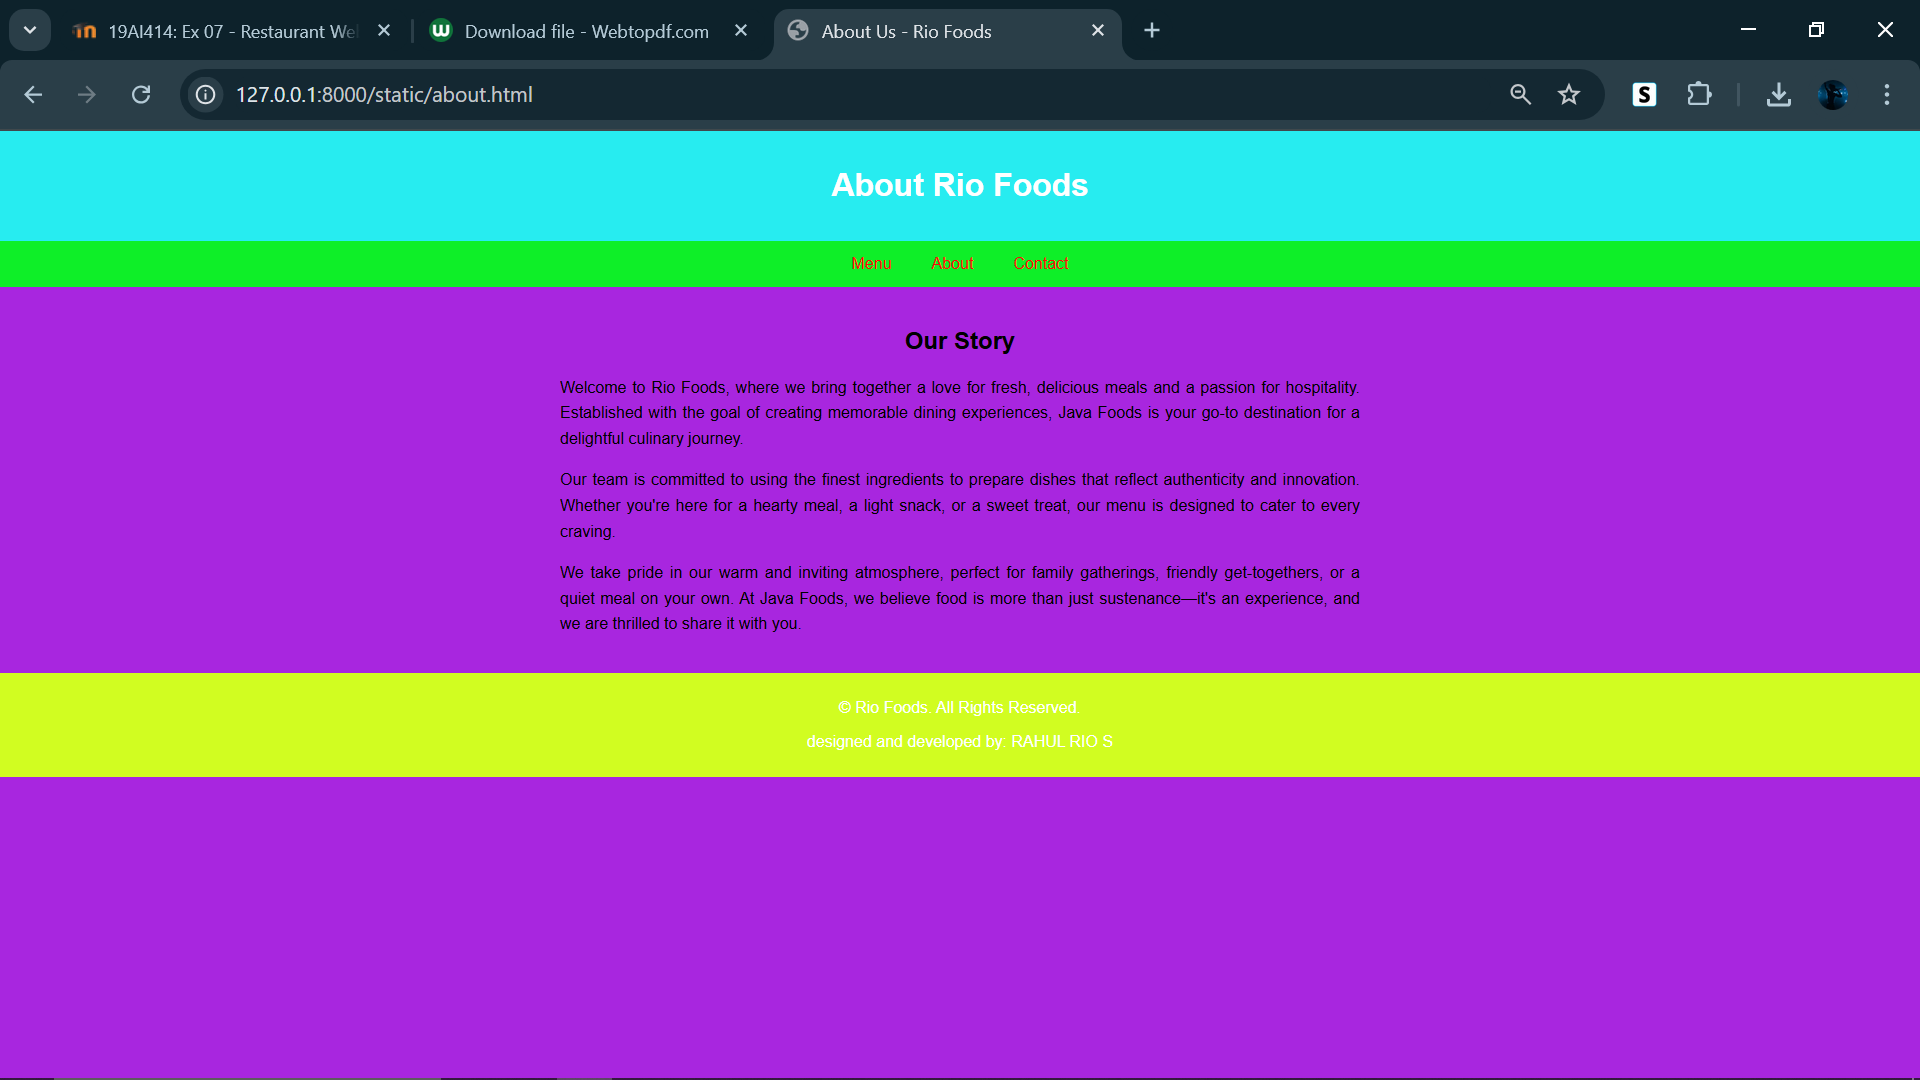 19AI414: Ex 07 - Restaurant We
Download file - Webtopdf.com
About Us - Rio Foods
127.0.0.1:8000/static/about.html
S
About Rio Foods
Menu About Contact
Our Story
Welcome to Rio Foods, where we bring together a love for fresh, delicious meals and a passion for hospitality.
Established with the goal of creating memorable dining experiences, Java Foods is your go-to destination for a
delightful culinary journey.
Our team is committed to using the finest ingredients to prepare dishes that reflect authenticity and innovation.
Whether you're here for a hearty meal, a light snack, or a sweet treat, our menu is designed to cater to every
craving.
We take pride in our warm and inviting atmosphere, perfect for family gatherings, friendly get-togethers, or a
quiet meal on your own. At Java Foods, we believe food is more than just sustenance—it's an experience, and
we are thrilled to share it with you.
© Rio Foods. All Rights Reserved.
designed and developed by: RAHUL RIO S